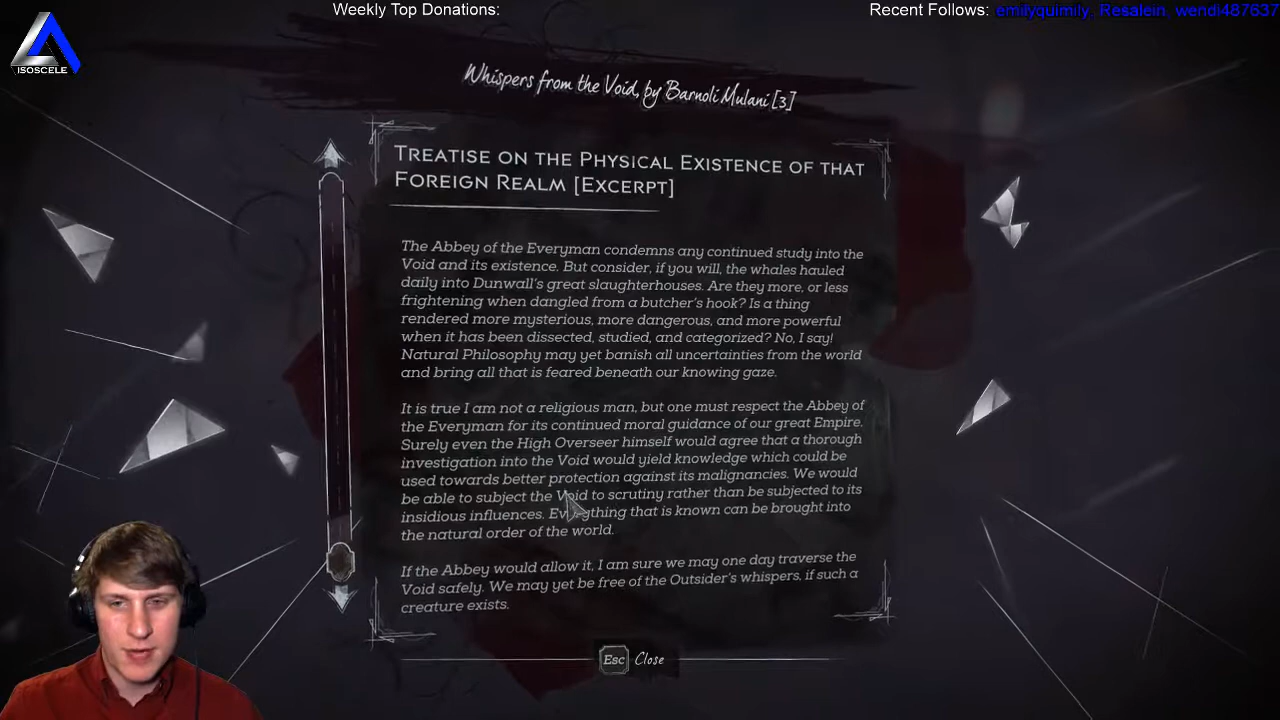 Weekly Top Donations:
Recent Follows: emilyquimily, Resalein, wendi487637
ISOSCELE
Whispers from the Void, by Barnoli Mulani [3]
Treatise on the Physical Existence of that
Foreign Realm [Excerpt]
The Abbey of the Everyman condemns any continued study into the
Void and its existence. But consider, if you will, the whales hauled
daily into Dunwall's great slaughterhouses. Are they more, or less
frightening when dangled from a butcher's hook? Is a thing
rendered more mysterious, more dangerous, and more powerful
when it has been dissected, studied, and categorized? No, I say!
Natural Philosophy may yet banish all uncertainties from the world
and bring all that is feared beneath our knowing gaze.
It is true I am not a religious man, but one must respect the Abbey of
the Everyman for its continued moral guidance of our great Empire.
Surely even the High Overseer himself would agree that a thorough
investigation into the Void would yield knowledge which could be
used towards better protection against its malignancies. We would
be able to subject the Void to scrutiny rather than be subjected to its
insidious influences. Everything that is known can be brought into
the natural order of the world.
If the Abbey would allow it, I am sure we may one day traverse the
Void safely. We may yet be free of the Outsider's whispers, if such a
creature exists.
Esc Close